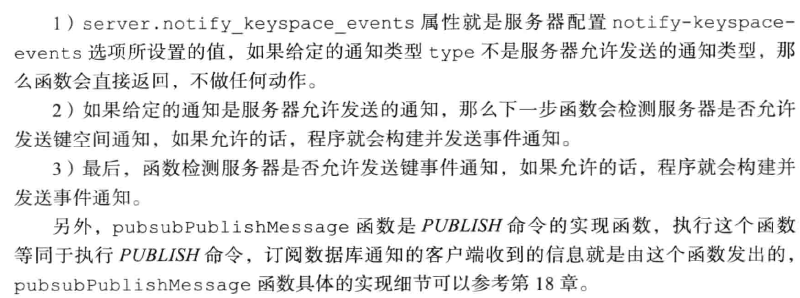 1）server.notify_keyspace_events 属性就是服务器配置 notify-keyspace-
events 选项所设置的值，如果给定的通知类型 type 不是服务器允许发送的通知类型，那
么函数会直接返回，不做任何动作。
2）如果给定的通知是服务器允许发送的通知，那么下一步函数会检测服务器是否允许
发送键空间通知，如果允许的话，程序就会构建并发送事件通知。
3）最后，函数检测服务器是否允许发送键事件通知，如果允许的话，程序就会构建并
发送事件通知。
另外，pubsubPublishMessage 函数是 PUBLISH 命令的实现函数，执行这个函数
等同于执行 PUBLISH 命令，订阅数据库通知的客户端收到的信息就是由这个函数发出的，
pubsubPublishMessage 函数具体的实现细节可以参考第 18 章。